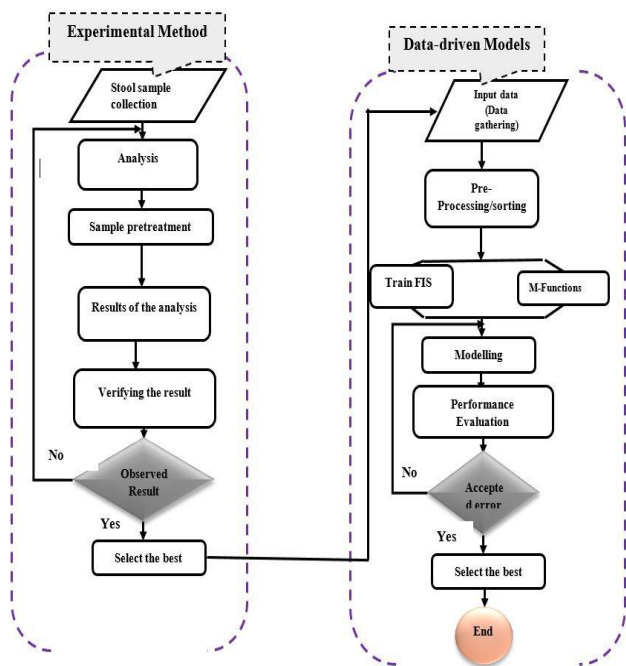 Experimental Method
Stool sample
collection
Analysis
Sample pretreatment
Results of the analysis
Verifying the result
No
Observed
Result
Yes
Select the best
Data-driven Models
Input data
(Data
gathering)
Pre-
Processing/sorting
Train FIS
M-Functions
Modelling
Performance
Evaluation
No
Accepte
d error
Yes
Select the best
End